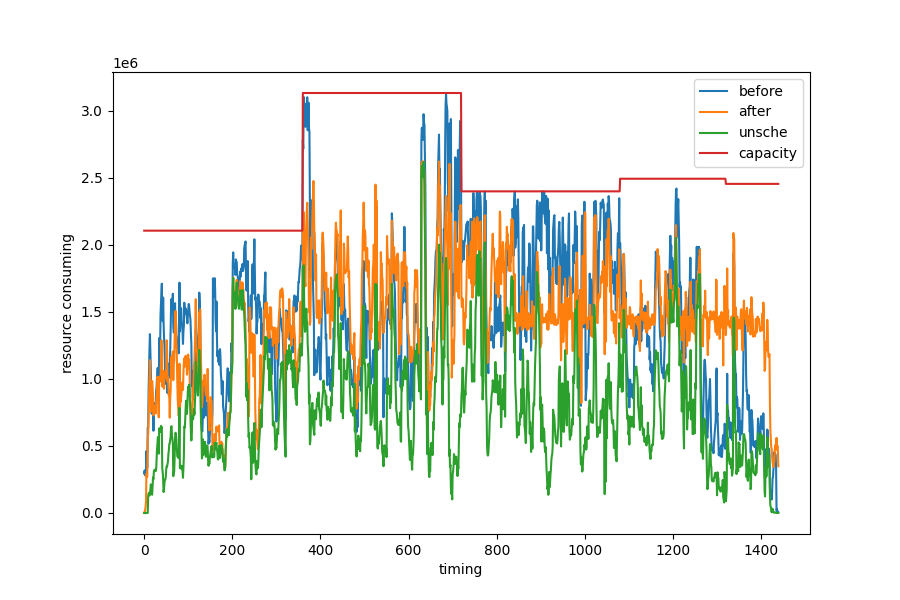 1e6
before
after
unsche
capacity
3.0
2.5
2.0
1.5
1.0
0.5
0.0
resource consuming
0 200 400 600 800 1000 1200 1400
timing